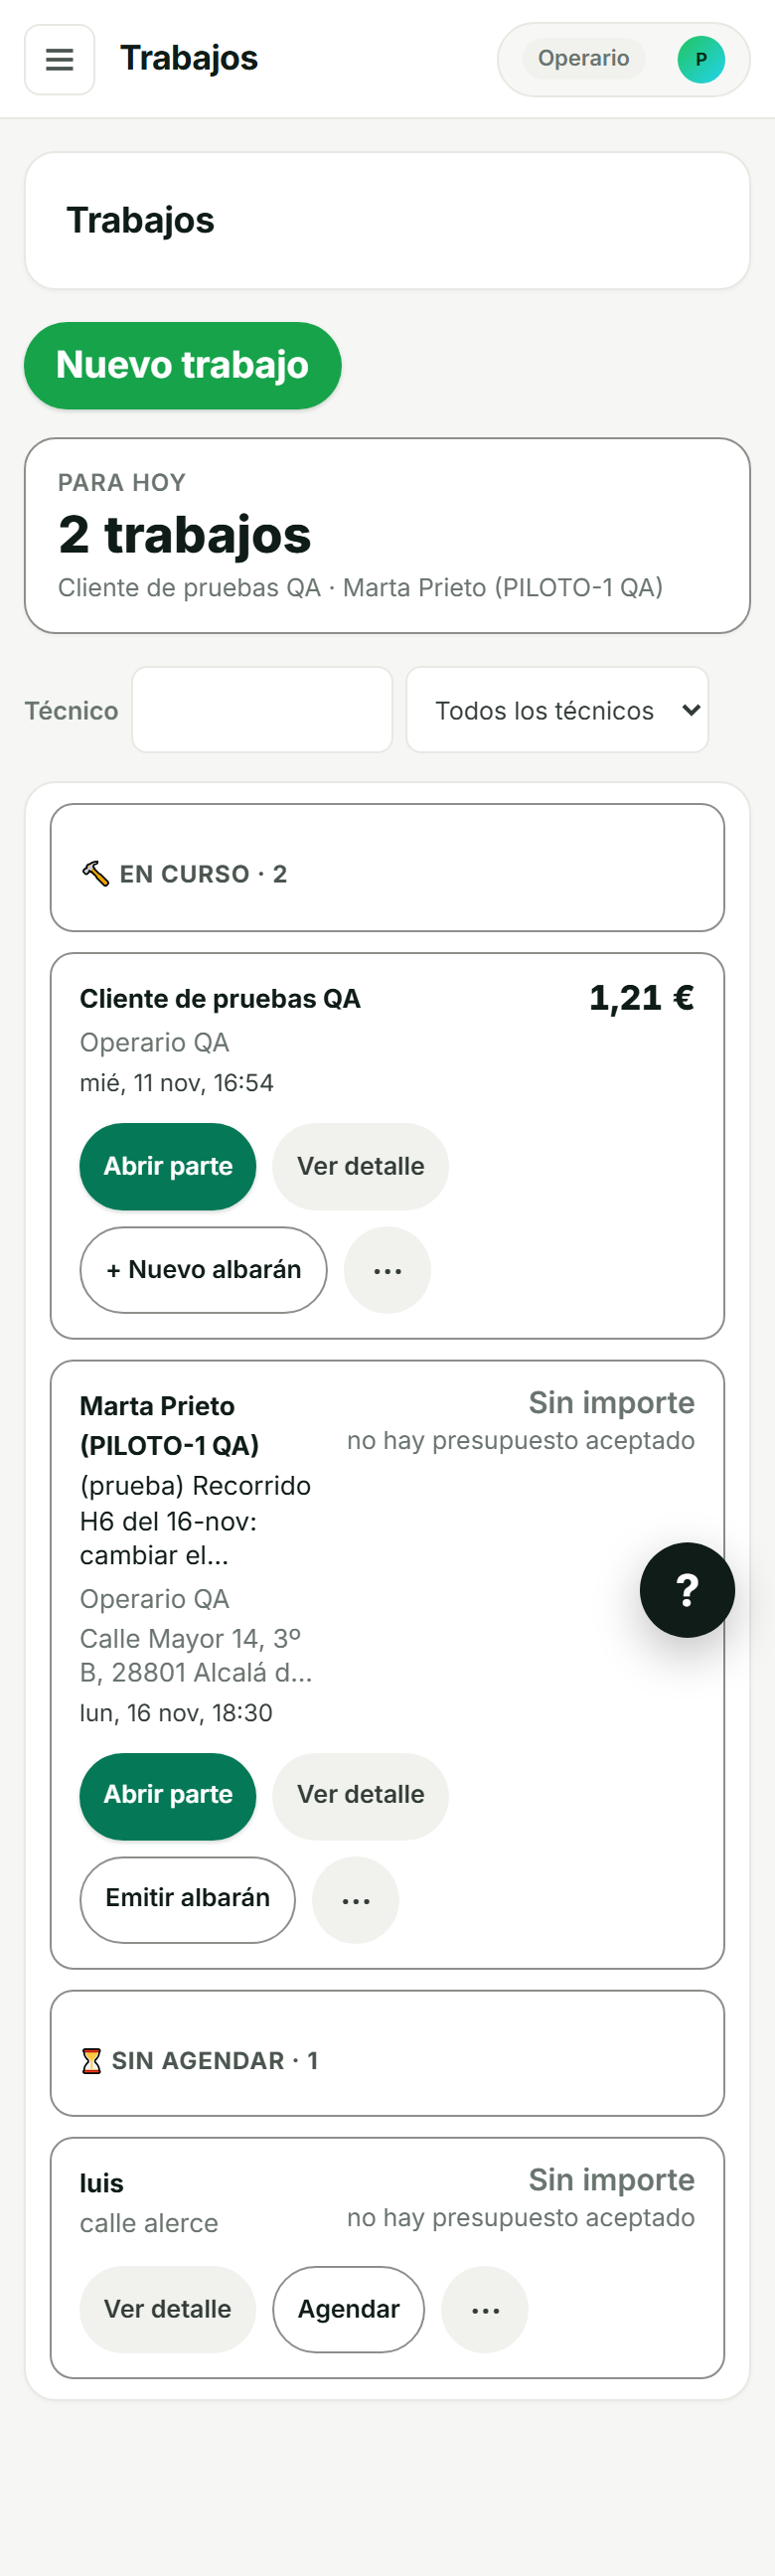 Trabajos
Operario
P
Trabajos
Nuevo trabajo
PARA HOY
2 trabajos
Cliente de pruebas QA · Marta Prieto (PILOTO-1 QA)
Técnico
Todos los técnicos
🔨 EN CURSO · 2
Cliente de pruebas QA
1,21 €
Operario QA
mié, 11 nov, 16:54
Abrir parte
Ver detalle
+ Nuevo albarán
...
Marta Prieto
(PILOTO-1 QA)
Sin importe
no hay presupuesto aceptado
(prueba) Recorrido
H6 del 16-nov:
cambiar el...
Operario QA
Calle Mayor 14, 3º
B, 28801 Alcalá d...
lun, 16 nov, 18:30
?
Abrir parte
Ver detalle
Emitir albarán
...
⏳ SIN AGENDAR · 1
luis
Sin importe
calle alerce
no hay presupuesto aceptado
Ver detalle
Agendar
...